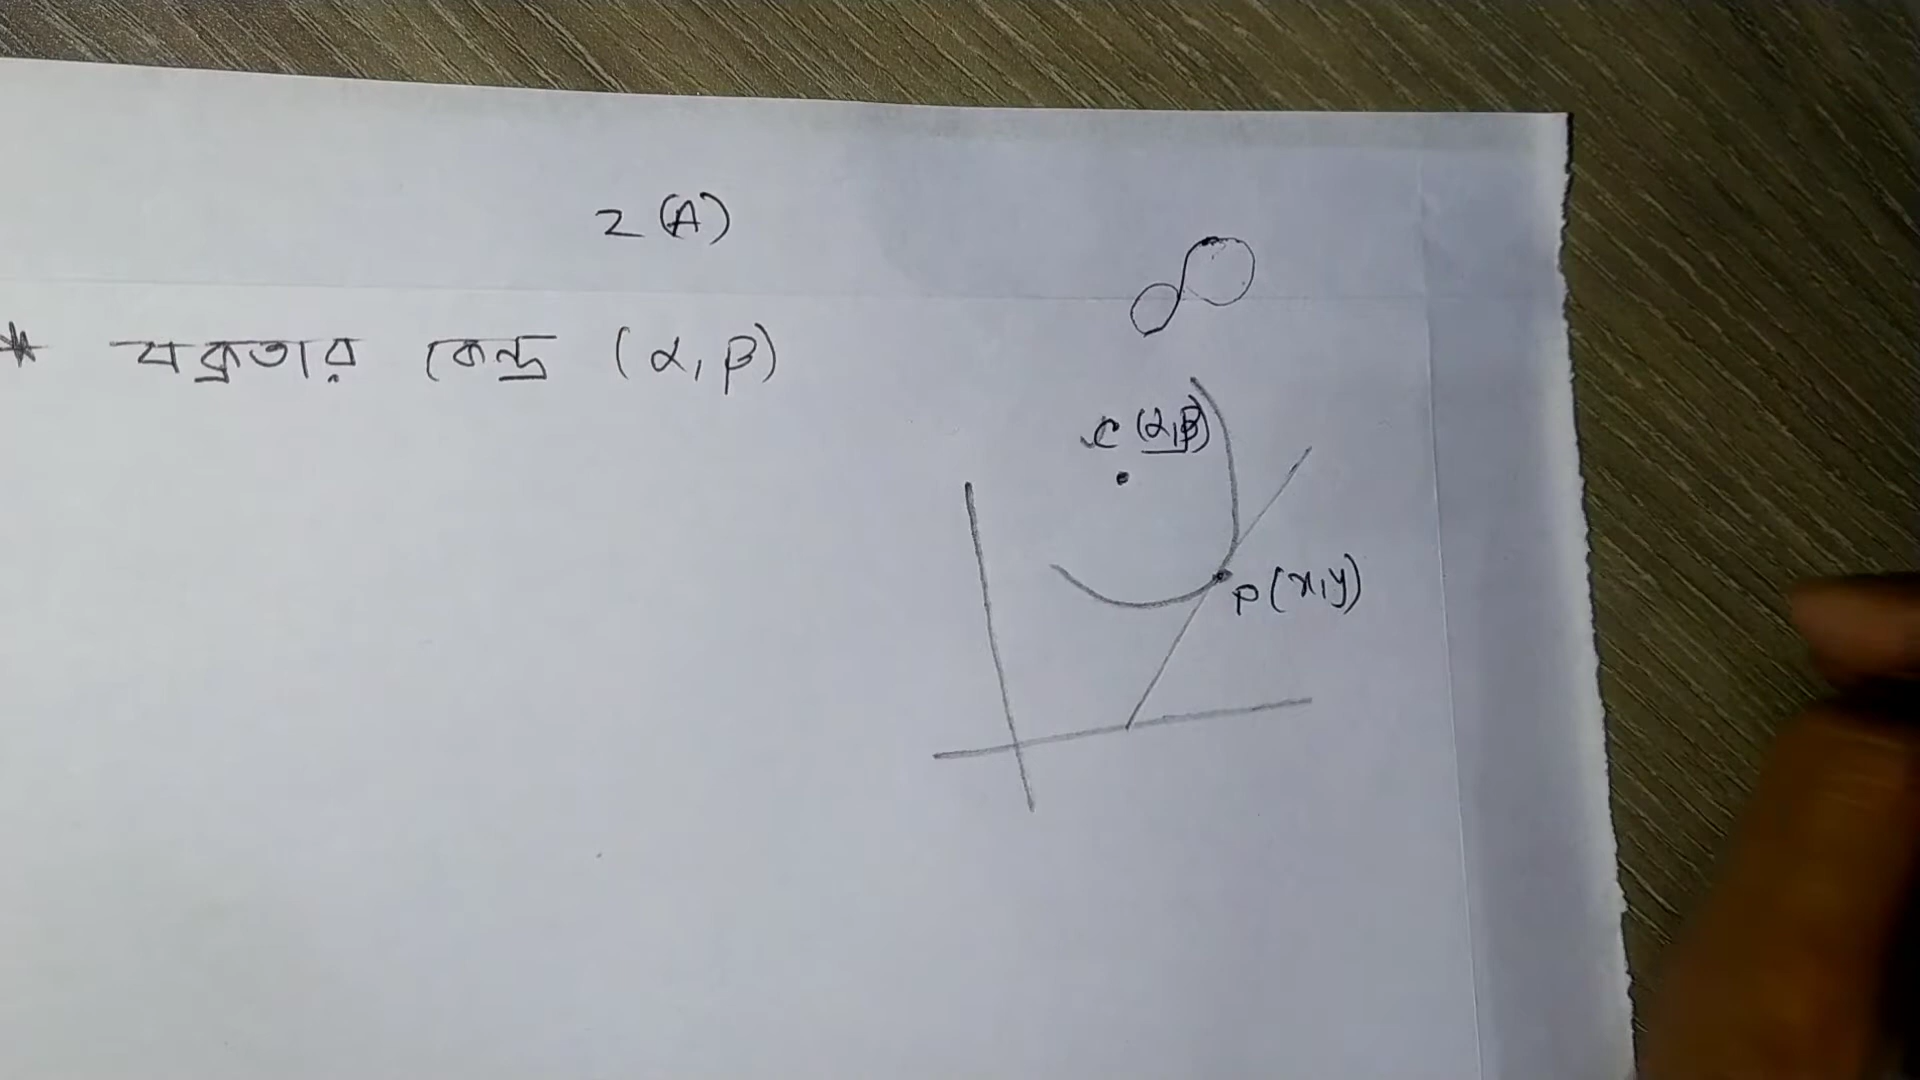 2 (A)
* বক্রতার কেন্দ্র (α, β)
C (α, β)
P (x, y)